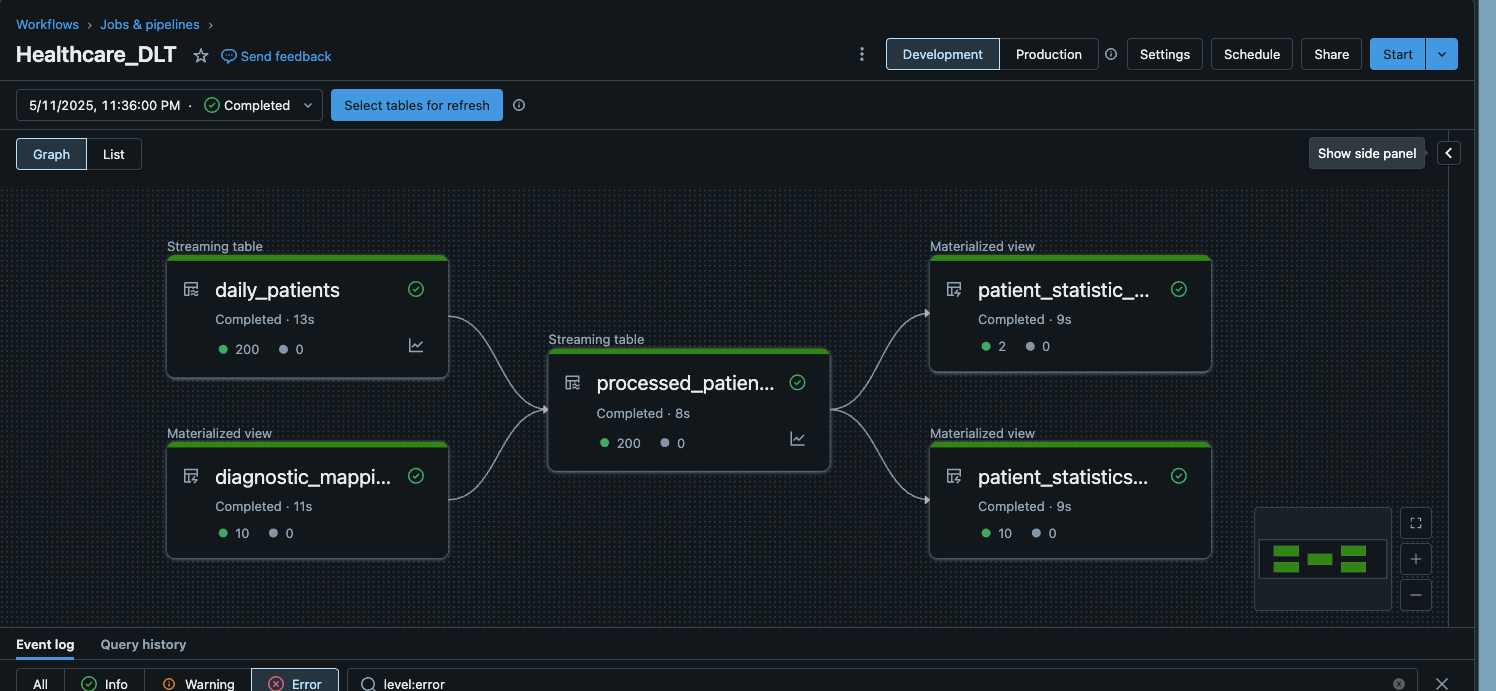 Workflows › Jobs & pipelines ›
Healthcare_DLT Send feedback Development Production Settings Schedule Share Start
5/11/2025, 11:36:00 PM · Completed Select tables for refresh
Graph List Show side panel
Streaming table
daily_patients
Completed · 13s
200 0
Materialized view
diagnostic_mappi...
Completed · 11s
10 0
Streaming table
processed_patien...
Completed · 8s
200 0
Materialized view
patient_statistic_...
Completed · 9s
2 0
Materialized view
patient_statistics...
Completed · 9s
10 0
Event log Query history
All Info Warning Error level:error